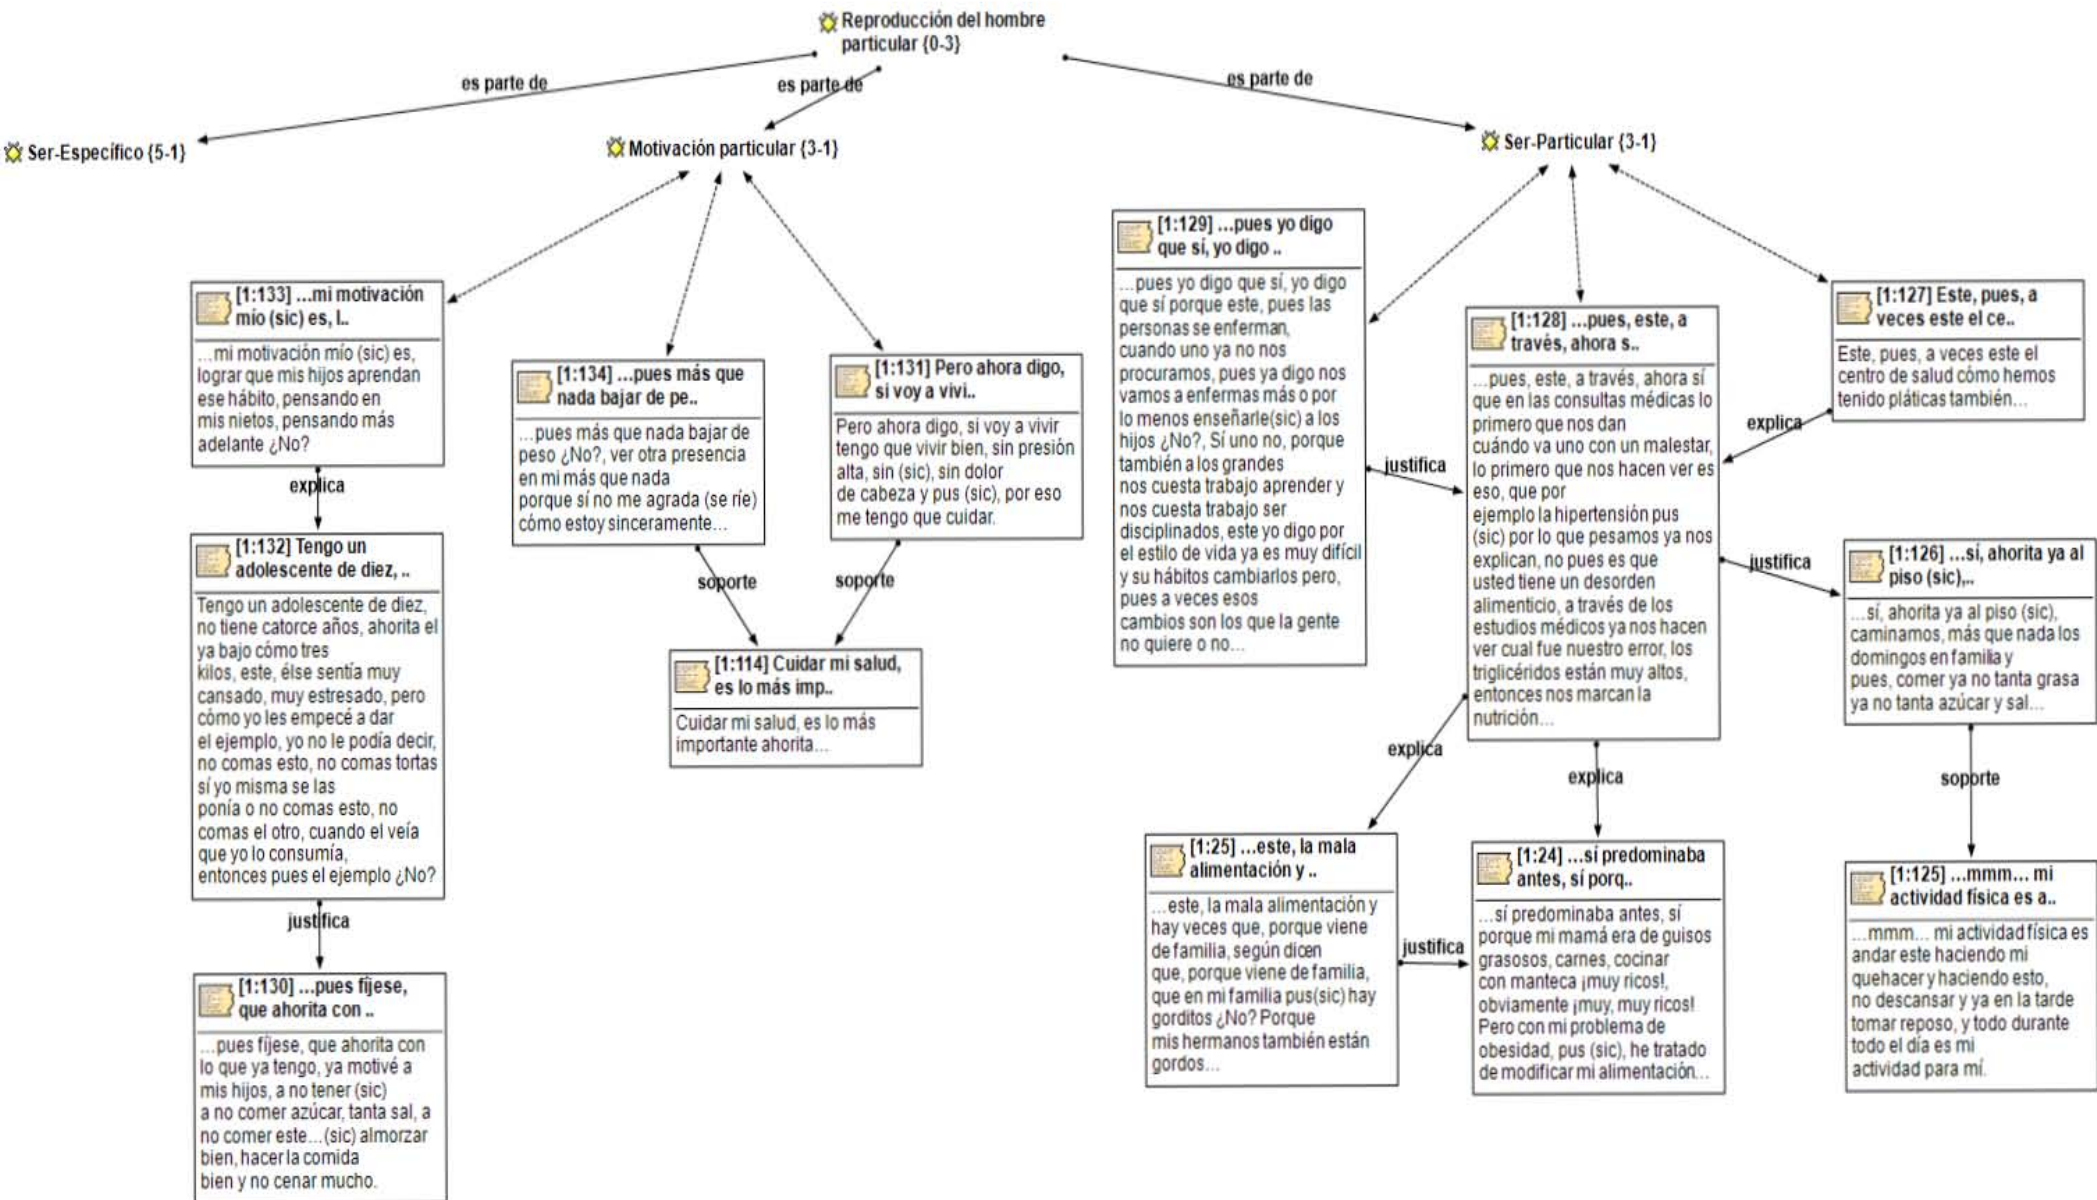 Reproducción del hombre
particular {0-3}
es parte de
es parte de
es parte de
Ser-Específico {5-1}
Motivación particular {3-1}
Ser-Particular {3-1}
[1:133] ...mi motivación
mío (sic) es, l..
...mi motivación mío (sic) es,
lograr que mis hijos aprendan
ese hábito, pensando en
mis nietos, pensando más
adelante ¿No?
explica
[1:132] Tengo un
adolescente de diez, ..
Tengo un adolescente de diez,
no tiene catorce años, ahorita el
ya bajo cómo tres
kilos, este, élse sentía muy
cansado, muy estresado, pero
cómo yo les empecé a dar
el ejemplo, yo no le podía decir,
no comas esto, no comas tortas
sí yo misma se las
ponía o no comas esto, no
comas el otro, cuando el veía
que yo lo consumía,
entonces pues el ejemplo ¿No?
justifica
[1:130] ...pues fíjese,
que ahorita con ..
...pues fíjese, que ahorita con
lo que ya tengo, ya motivé a
mis hijos, a no tener (sic)
a no comer azúcar, tanta sal, a
no comer este...(sic) almorzar
bien, hacer la comida
bien y no cenar mucho.
[1:134] ...pues más que
nada bajar de pe..
...pues más que nada bajar de
peso ¿No?, ver otra presencia
en mi más que nada
porque sí no me agrada (se ríe)
cómo estoy sinceramente...
soporte
[1:131] Pero ahora digo,
si voy a vivi..
Pero ahora digo, si voy a vivir
tengo que vivir bien, sin presión
alta, sin (sic), sin dolor
de cabeza y pus (sic), por eso
me tengo que cuidar.
soporte
[1:114] Cuidar mi salud,
es lo más imp..
Cuidar mi salud, es lo más
importante ahorita...
[1:129] ...pues yo digo
que sí, yo digo ..
...pues yo digo que sí, yo digo
que sí porque este, pues las
personas se enferman,
cuando uno ya no nos
procuramos, pues ya digo nos
vamos a enfermas más o por
lo menos enseñarle(sic) a los
hijos ¿No?, Sí uno no, porque
también a los grandes
nos cuesta trabajo aprender y
nos cuesta trabajo ser
disciplinados, este yo digo por
el estilo de vida ya es muy difícil
y su hábitos cambiarlos pero,
pues a veces esos
cambios son los que la gente
no quiere o no...
justifica
[1:128] ...pues, este, a
través, ahora s..
...pues, este, a través, ahora sí
que en las consultas médicas lo
primero que nos dan
cuándo va uno con un malestar,
lo primero que nos hacen ver es
eso, que por
ejemplo la hipertensión pus
(sic) por lo que pesamos ya nos
explican, no pues es que
usted tiene un desorden
alimenticio, a través de los
estudios médicos ya nos hacen
ver cual fue nuestro error, los
triglicéridos están muy altos,
entonces nos marcan la
nutrición...
[1:127] Este, pues, a
veces este el ce..
Este, pues, a veces este el
centro de salud cómo hemos
tenido pláticas también...
explica
justifica
[1:126] ...sí, ahorita ya al
piso (sic),..
...sí, ahorita ya al piso (sic),
caminamos, más que nada los
domingos en familia y
pues, comer ya no tanta grasa
ya no tanta azúcar y sal...
soporte
[1:125] ...mmm... mi
actividad física es a..
...mmm... mi actividad física es
andar este haciendo mi
quehacer y haciendo esto,
no descansar y ya en la tarde
tomar reposo, y todo durante
todo el día es mi
actividad para mí.
explica
explica
[1:25] ...este, la mala
alimentación y ..
...este, la mala alimentación y
hay veces que, porque viene
de familia, según dicen
que, porque viene de familia,
que en mi familia pus(sic) hay
gorditos ¿No? Porque
mis hermanos también están
gordos...
justifica
[1:24] ...sí predominaba
antes, sí porq..
...sí predominaba antes, sí
porque mi mamá era de guisos
grasosos, carnes, cocinar
con manteca ¡muy ricos!,
obviamente ¡muy, muy ricos!
Pero con mi problema de
obesidad, pus (sic), he tratado
de modificar mi alimentación...